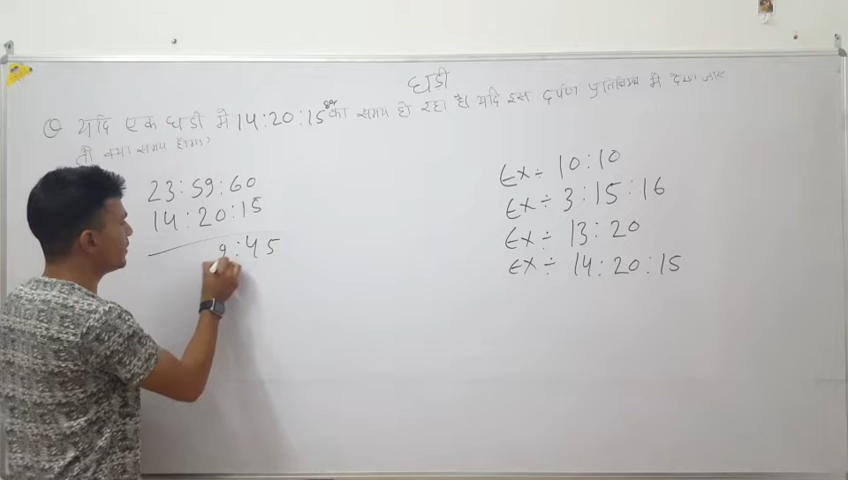 घडी
Q यदि एक घडी में 14:20:15 का समय हो रहा है। यदि इस दर्पण प्रतिबिम्ब में देखा जाए
तो क्या समय होगा?
23:59:60
14:20:15
9:45
Ex÷ 10:10
Ex÷ 3:15:16
Ex÷ 13:20
Ex÷ 14:20:15